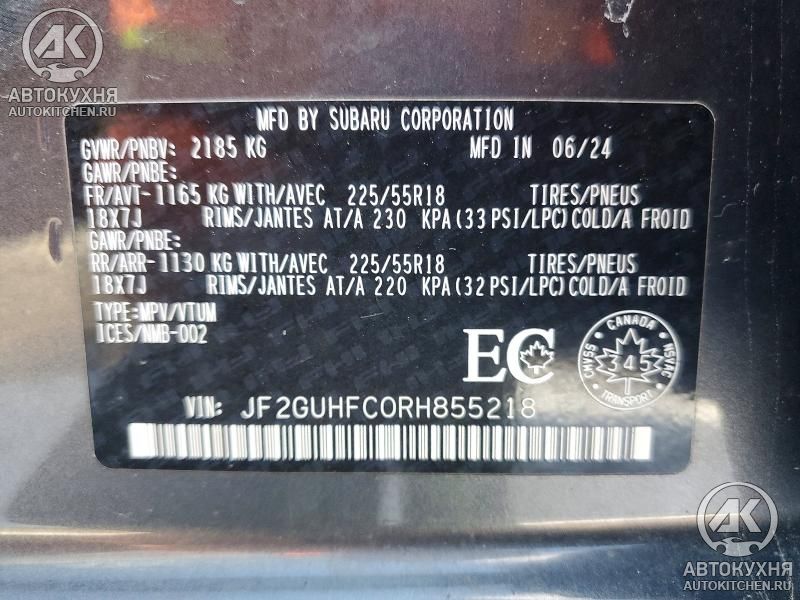 АК
АВТОКУХНЯ
AUTOKITCHEN.RU
MFD BY SUBARU CORPORATION
GVWR/PNBV: 2185 KG MFD IN 06/24
GAWR/PNBE:
FR/AVT-1165 KG WITH/AVEC 225/55R18 TIRES/PNEUS
18X7J RIMS/JANTES AT/A 230 KPA(33 PSI/LPC)COLD/A FROID
GAWR/PNBE:
RR/ARR-1130 KG WITH/AVEC 225/55R18 TIRES/PNEUS
18X7J RIMS/JANTES AT/A 220 KPA(32 PSI/LPC)COLD/A FROID
TYPE:MPV/VTUM
ICES/NMB-002
EC
CANADA
CMVSS 345 NSVAC
TRANSPORT
VIN: JF2GUHFC0RH855218
АК
АВТОКУХНЯ
AUTOKITCHEN.RU